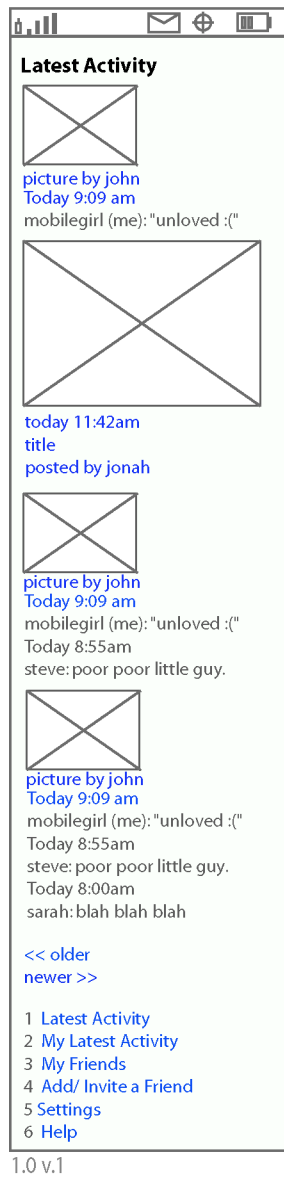 Latest Activity
picture by john
Today 9:09 am
mobilegirl (me): "unloved :("
today 11:42am
title
posted by jonah
picture by john
Today 9:09 am
mobilegirl (me): "unloved :("
Today 8:55am
steve: poor poor little guy.
picture by john
Today 9:09 am
mobilegirl (me): "unloved :("
Today 8:55am
steve: poor poor little guy.
Today 8:00am
sarah: blah blah blah
<< older
newer >>
1 Latest Activity
2 My Latest Activity
3 My Friends
4 Add/ Invite a Friend
5 Settings
6 Help
1.0 v.1